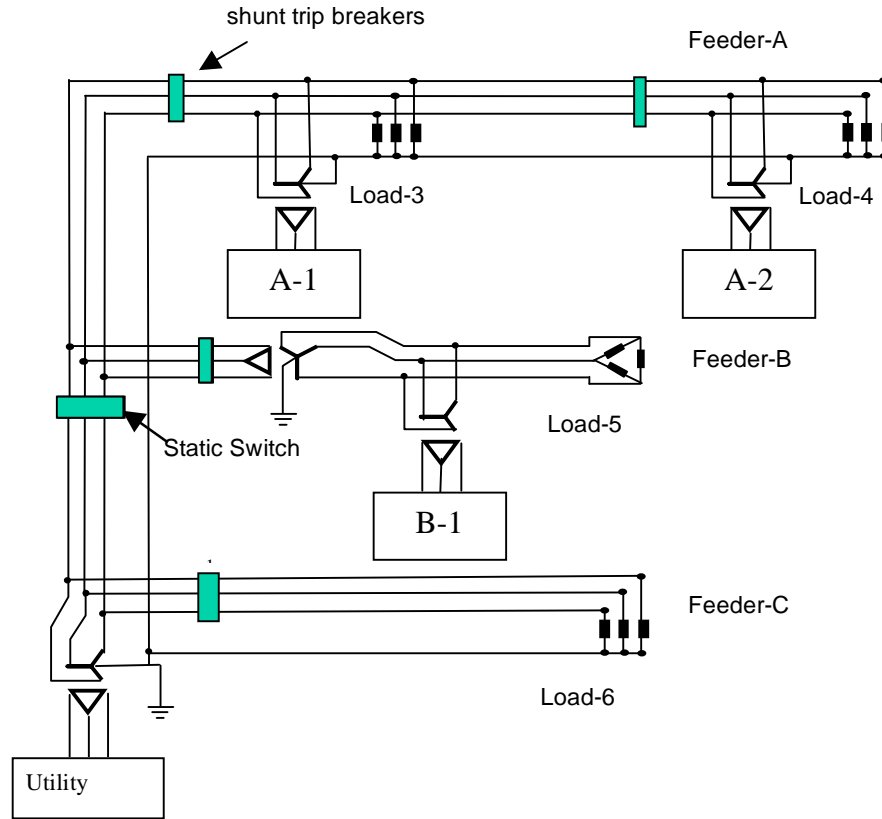 shunt trip breakers
Feeder-A
Load-3
Load-4
A-1
A-2
Feeder-B
Load-5
Static Switch
B-1
Feeder-C
Load-6
Utility